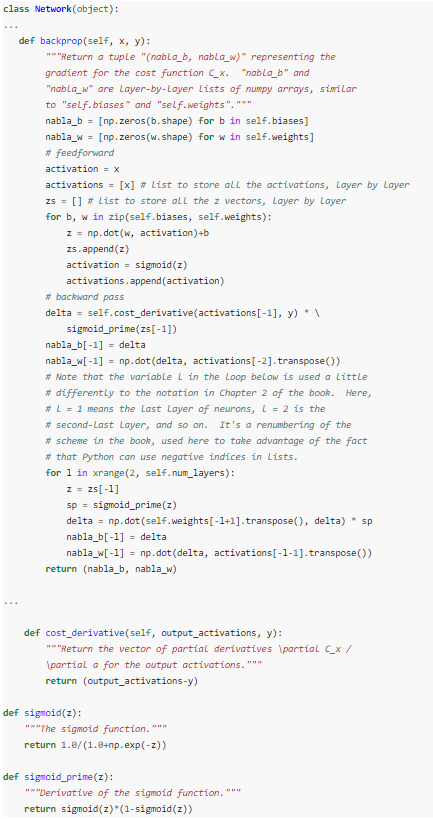 class Network(object):
...
   def backprop(self, x, y):
        """Return a tuple "(nabla_b, nabla_w)" representing the
        gradient for the cost function C_x.  "nabla_b" and
        "nabla_w" are layer-by-layer lists of numpy arrays, similar
        to "self.biases" and "self.weights"."""
        nabla_b = [np.zeros(b.shape) for b in self.biases]
        nabla_w = [np.zeros(w.shape) for w in self.weights]
        # feedforward
        activation = x
        activations = [x] # list to store all the activations, layer by layer
        zs = [] # list to store all the z vectors, layer by layer
        for b, w in zip(self.biases, self.weights):
            z = np.dot(w, activation)+b
            zs.append(z)
            activation = sigmoid(z)
            activations.append(activation)
        # backward pass
        delta = self.cost_derivative(activations[-1], y) * \
            sigmoid_prime(zs[-1])
        nabla_b[-1] = delta
        nabla_w[-1] = np.dot(delta, activations[-2].transpose())
        # Note that the variable l in the loop below is used a little
        # differently to the notation in Chapter 2 of the book.  Here,
        # l = 1 means the last layer of neurons, l = 2 is the
        # second-last layer, and so on.  It's a renumbering of the
        # scheme in the book, used here to take advantage of the fact
        # that Python can use negative indices in lists.
        for l in xrange(2, self.num_layers):
            z = zs[-l]
            sp = sigmoid_prime(z)
            delta = np.dot(self.weights[-l+1].transpose(), delta) * sp
            nabla_b[-l] = delta
            nabla_w[-l] = np.dot(delta, activations[-l-1].transpose())
        return (nabla_b, nabla_w)
...
    def cost_derivative(self, output_activations, y):
        """Return the vector of partial derivatives \partial C_x /
        \partial a for the output activations."""
        return (output_activations-y)
def sigmoid(z):
    """The sigmoid function."""
    return 1.0/(1.0+np.exp(-z))
def sigmoid_prime(z):
    """Derivative of the sigmoid function."""
    return sigmoid(z)*(1-sigmoid(z))